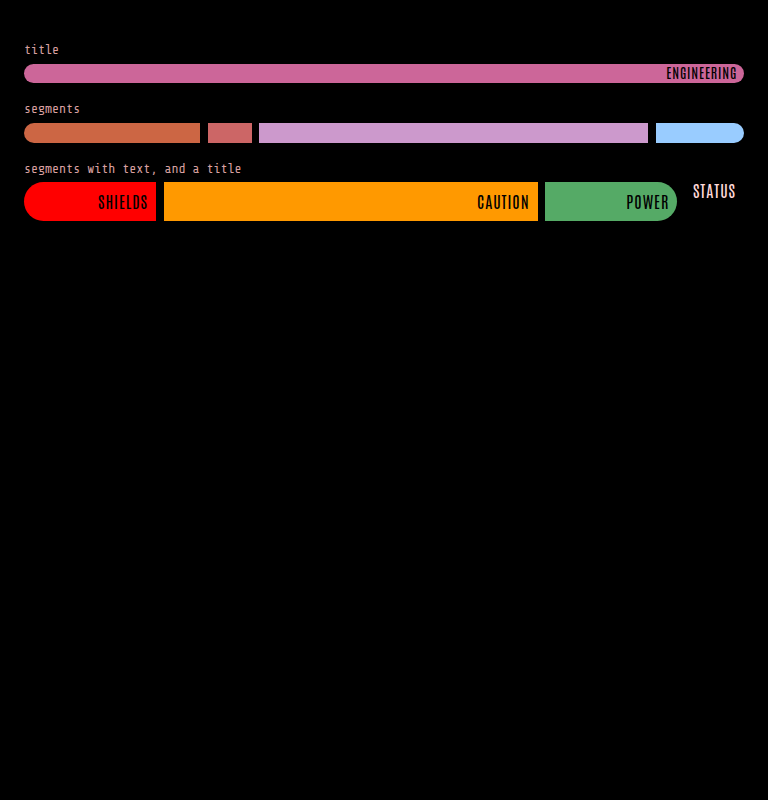 title
ENGINEERING
segments
segments with text, and a title
SHIELDS CAUTION POWER STATUS